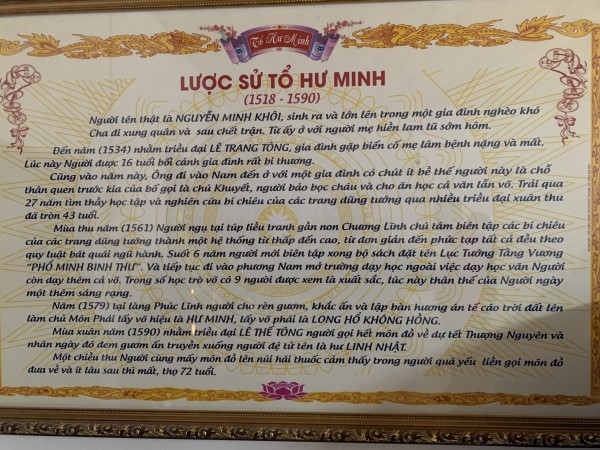 Tổ Hư Minh
LƯỢC SỬ TỔ HƯ MINH
(1518 - 1590)
Người tên thật là NGUYỄN MINH KHÔI, sinh ra và lớn lên trong một gia đình nghèo khó
Cha đi xung quân và sau chết trận. Từ ấy ở với người mẹ hiền lam lũ sớm hôm.
Đến năm (1534) nhằm triều đại LÊ TRANG TÔNG, gia đình gặp biến cố mẹ lâm bệnh nặng và mất.
Lúc này Người được 16 tuổi bối cảnh gia đình rất bi thương.
Cũng vào năm này, Ông đi vào Nam đến ở với một gia đình có chút ít bề thế người này là chỗ
thân quen trước kia của bố gọi là chú Khuyết, người bảo bọc cháu và cho ăn học cả văn lẫn võ. Trải qua
27 năm tìm thầy học tập và nghiên cứu bí chiêu của các trang dũng tướng qua nhiều triều đại xuân thu
đã tròn 43 tuổi.
Mùa thu năm (1561) Người ngụ tại túp tiều tranh gần non Chương Lĩnh chú tâm biên tập các bí chiêu
của các trang dũng tướng thành một hệ thống từ thấp đến cao, từ đơn giản đến phức tạp tất cả đều theo
quy luật bát quái ngũ hành. Suốt 6 năm người mới biên tập xong bộ sách đặt tên Lục Tướng Tầng Vương
"PHỔ MINH BINH THƯ". Và tiếp tục đi vào phương Nam mở trường dạy học ngoài việc dạy học văn Người
còn dạy thêm cả võ. Trong số học trò võ có 9 người được xem là xuất sắc, lúc này thân thế của Người ngày
một thêm sáng rạng.
Năm (1579) tại tàng Phúc Lĩnh người cho rèn gươm, khắc ấn và lập bàn hương án tế cáo trời đất lên
làm chủ Môn Phái lấy võ hiệu là HƯ MINH, lấy võ phái là LONG HỔ KHÔNG HỒNG.
Mùa xuân năm (1590) nhằm triều đại LÊ THẾ TÔNG người gọi hết môn đồ về dự tết Thượng Nguyên và
nhân ngày đó đem gươm ấn truyền xuống người đệ tử tên là hư LINH NHẬT.
Một chiều thu Người cùng mấy môn đồ lên núi hái thuốc cảm thấy trong người quá yếu liền gọi môn đồ
đưa về và ít lâu sau thì mất, thọ 72 tuổi.